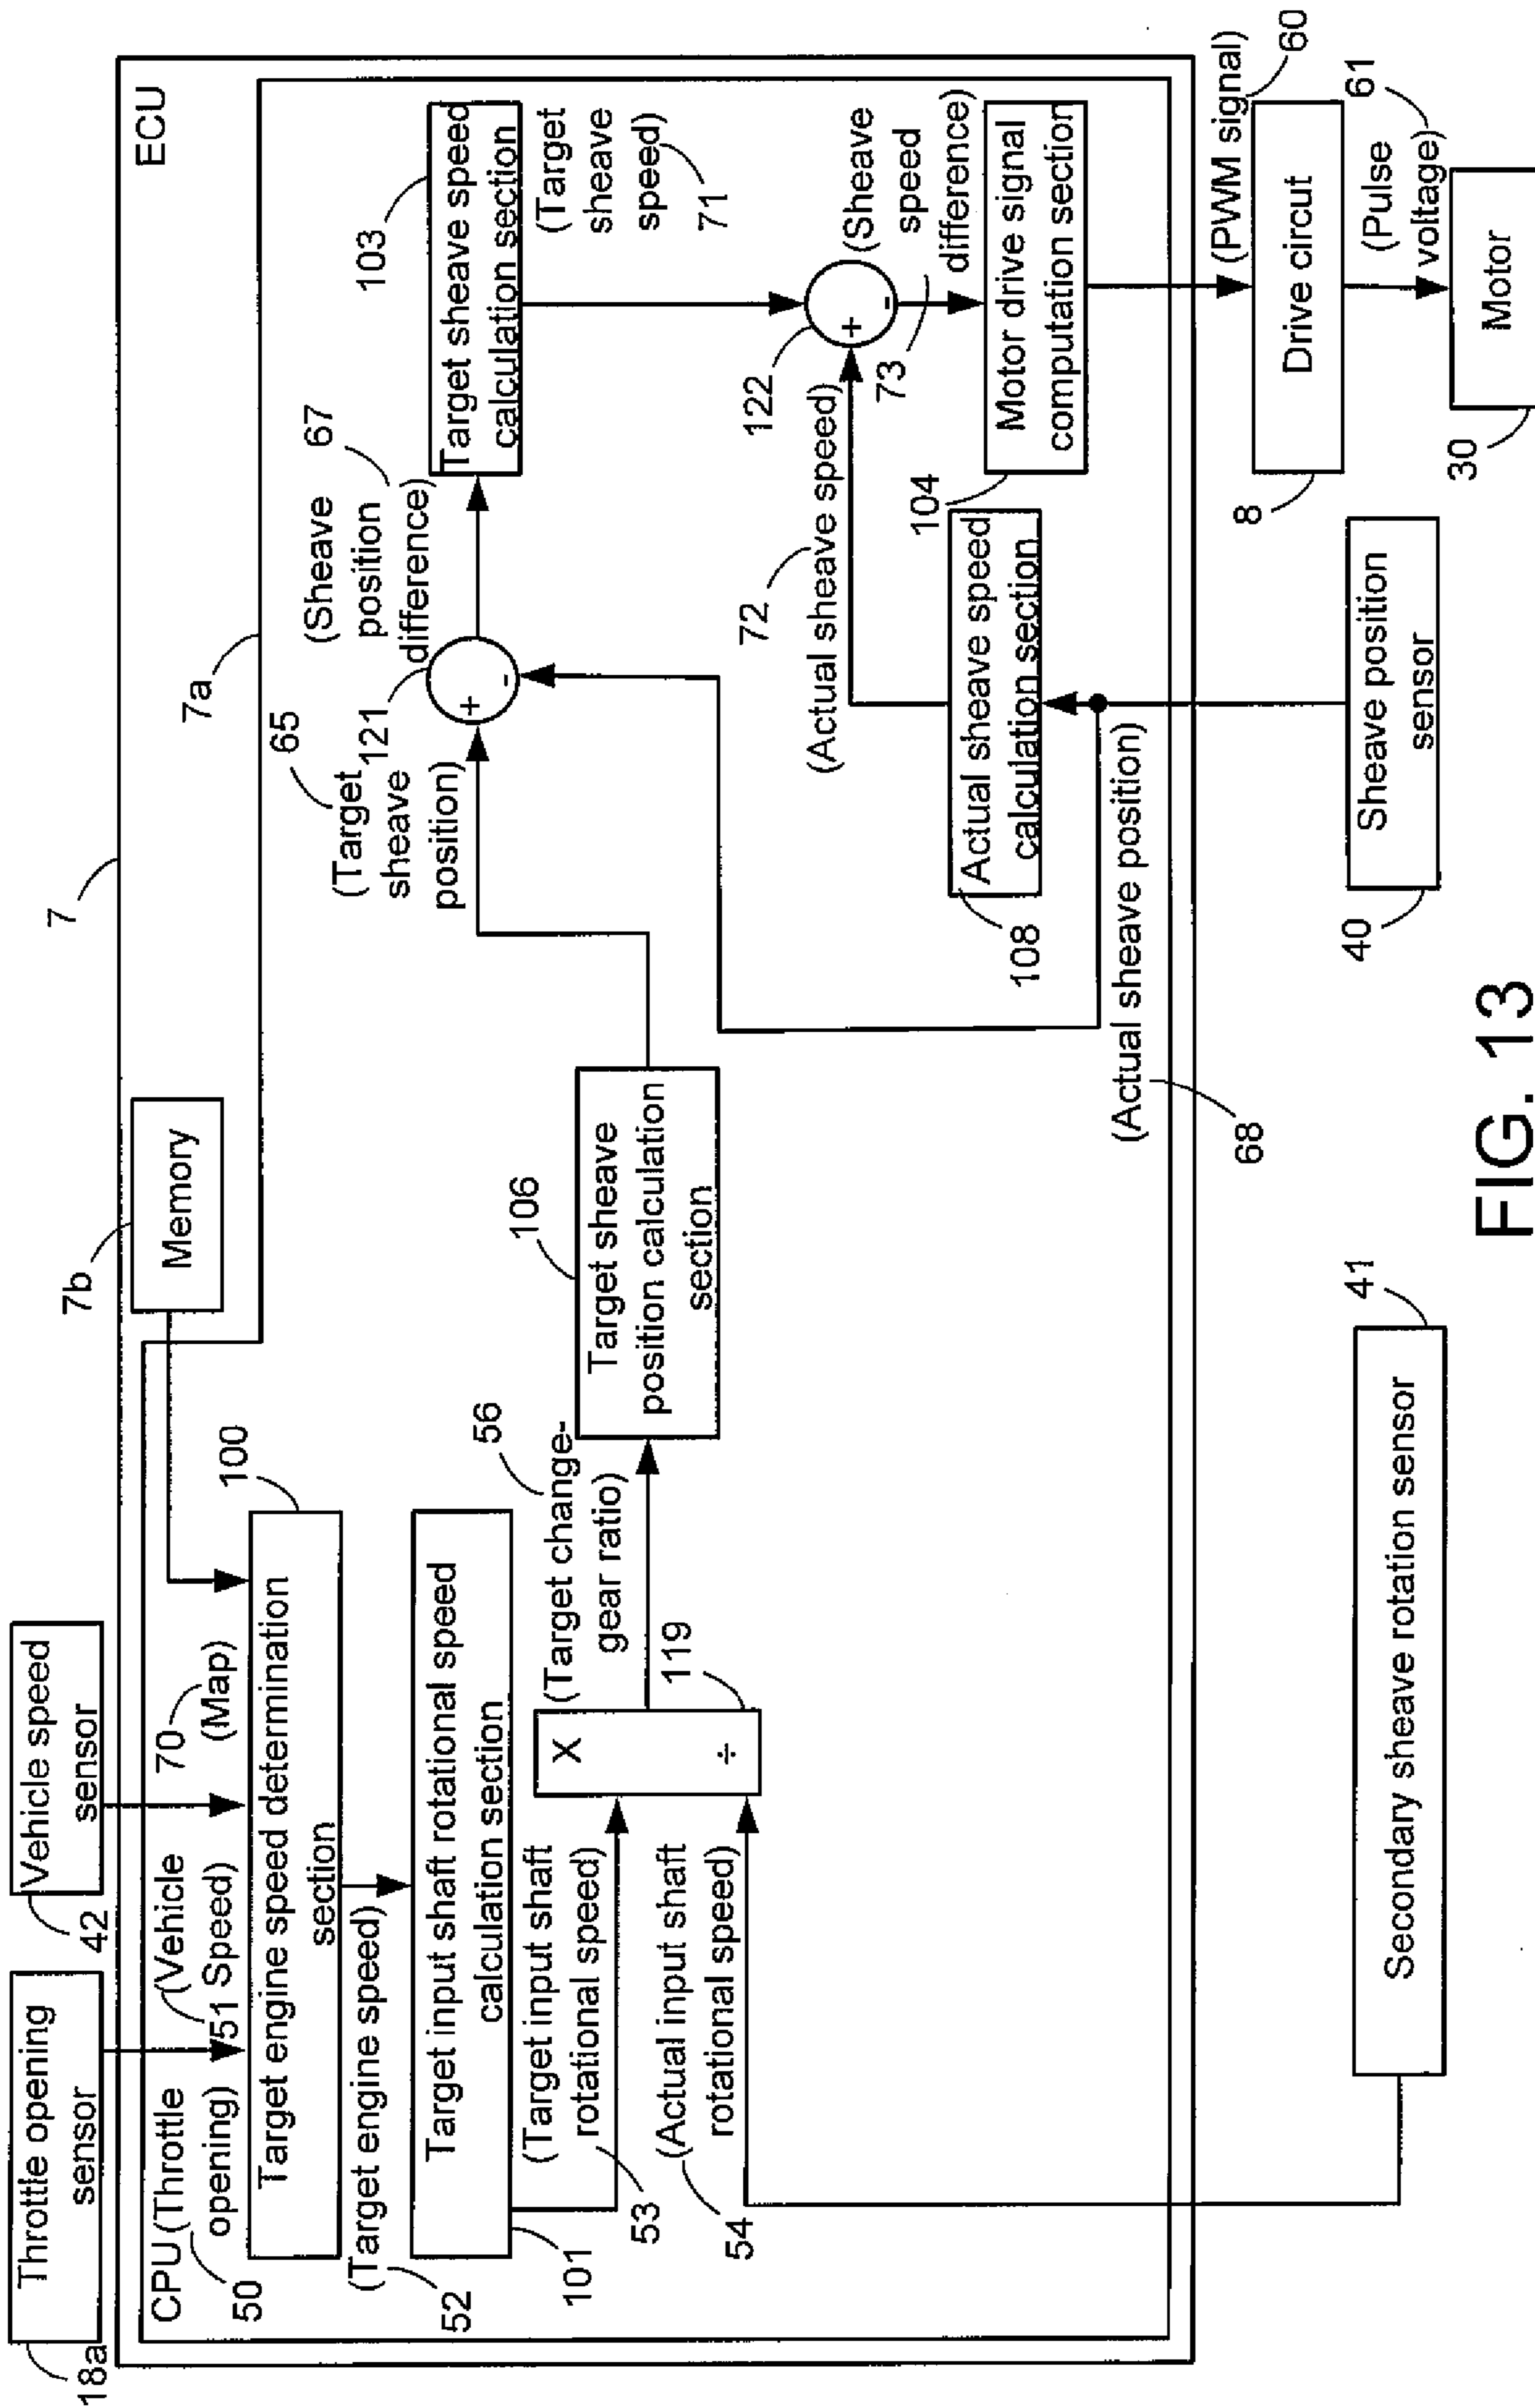 18a
Throttle opening
sensor
42
Vehicle speed
sensor
7
ECU
7b
Memory
7a
CPU
(Throttle
opening)
50
(Vehicle
Speed)
51
70
(Map)
100
Target engine speed determination
section
(Target engine speed)
52
Target input shaft rotational speed
calculation section
101
(Target input shaft
rotational speed)
53
(Actual input shaft
rotational speed)
54
X
÷
119
(Target change-
gear ratio)
56
106
Target sheave
position calculation
section
65
(Target
sheave
position)
121
+
-
(Sheave
position
difference)
67
103
Target sheave speed
calculation section
(Target
sheave
speed)
71
122
+
-
72
(Actual sheave speed)
73
(Sheave
speed
difference)
104
Motor drive signal
computation section
108
Actual sheave speed
calculation section
(Actual sheave position)
68
(PWM signal)
60
8
Drive circut
(Pulse
voltage)
61
30
Motor
40
Sheave position
sensor
41
Secondary sheave rotation sensor
FIG. 13